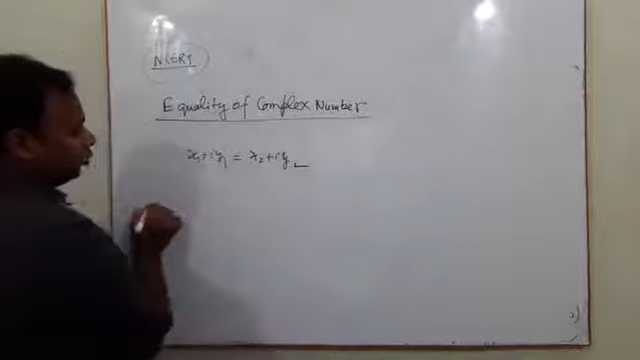 NCERT
Equality of Complex Number
x₁+iy₁ = x₂+iy₂